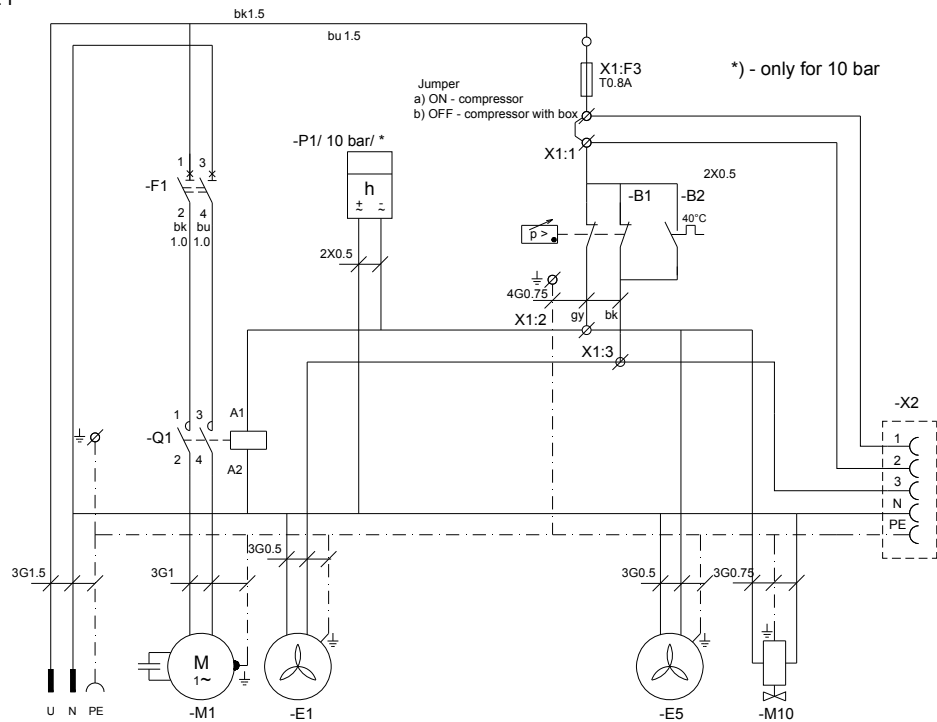 bk1.5
bu 1.5
X1:F3
T0.8A
*) - only for 10 bar
Jumper
a) ON - compressor
b) OFF - compressor with box
-P1/ 10 bar/ *
X1:1
h
+ -
~ ~
1 3
-F1
2 4
bk bu
1.0 1.0
2X0.5
2X0.5
-B1
-B2
40°C
p >
4G0.75
gy bk
X1:2
X1:3
1 3
-Q1
2 4
A1
A2
-X2
1
2
3
N
PE
3G1.5
3G1
3G0.5
3G0.5
3G0.75
M
1~
U N PE
-M1
-E1
-E5
-M10